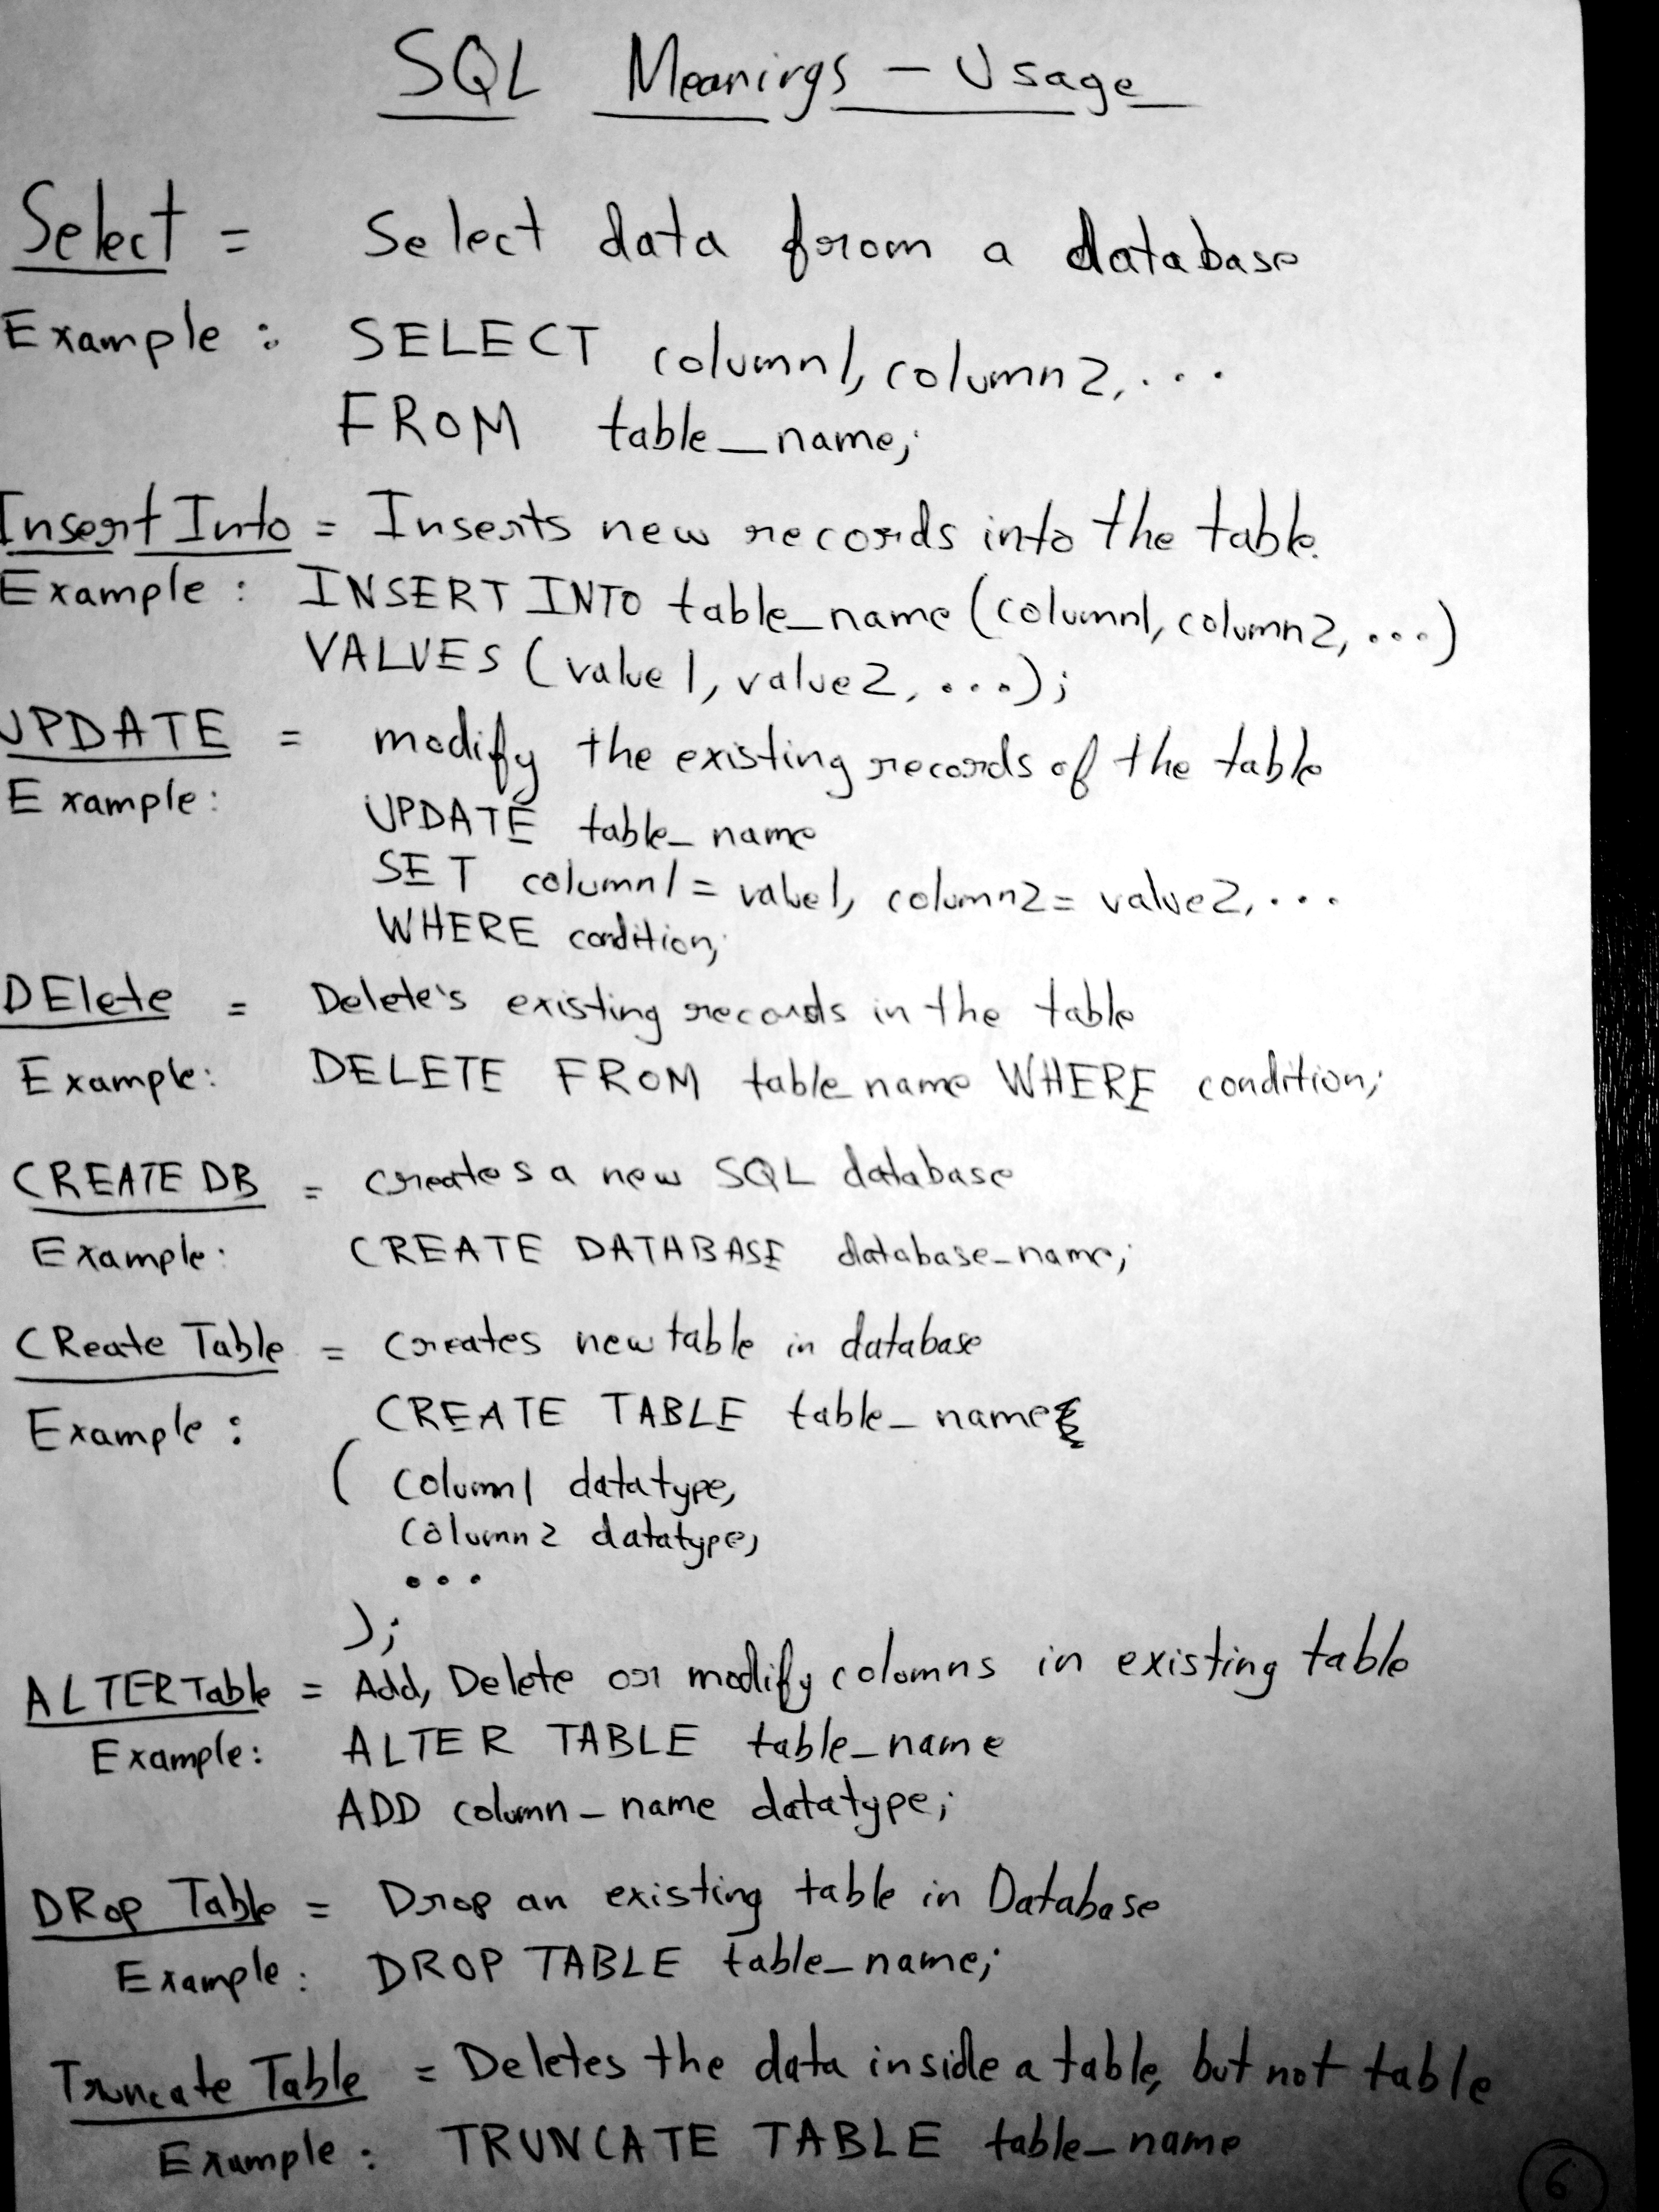 SQL Meanings - Usage
Select = Select data from a database
Example : SELECT column1, column2, ...
FROM table_name;
Insert Into = Inserts new records into the table.
Example : INSERT INTO table_name (column1, column2, ...)
VALUES (value1, value2, ...);
UPDATE = modify the existing records of the table
Example: UPDATE table_name
SET column1 = value1, column2 = value2, ...
WHERE condition;
DElete = Delete's existing records in the table
Example: DELETE FROM table_name WHERE condition;
CREATE DB = creates a new SQL database
Example: CREATE DATABASE database_name;
CReate Table = creates new table in database
Example : CREATE TABLE table_name
( column1 datatype,
column2 datatype,
...
);
ALTER Table = Add, Delete or modify colomns in existing table
Example: ALTER TABLE table_name
ADD column_name datatype;
DRop Table = Drop an existing table in Database
Example: DROP TABLE table_name;
Truncate Table = Deletes the data inside a table, but not table
Example: TRUNCATE TABLE table_name
6